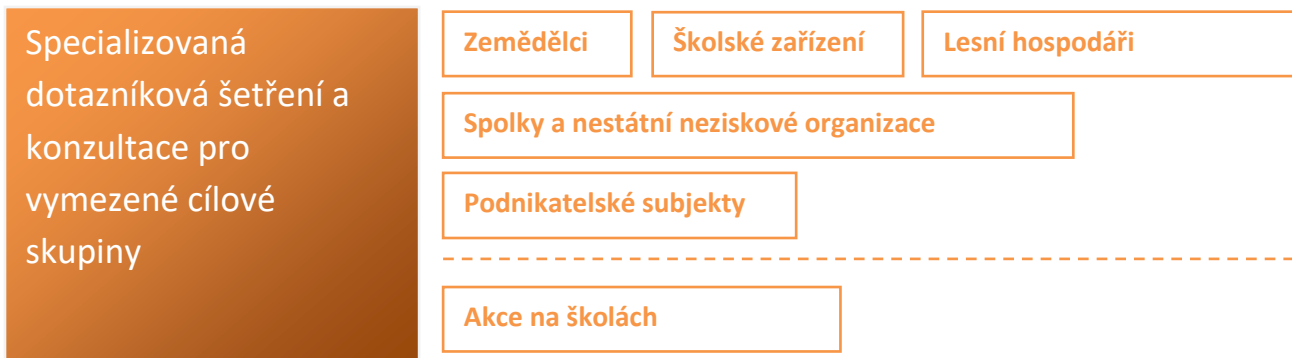 Specializovaná
dotazníková šetření a
konzultace pro
vymezené cílové
skupiny
Zemědělci
Školské zařízení
Lesní hospodáři
Spolky a nestátní neziskové organizace
Podnikatelské subjekty
Akce na školách